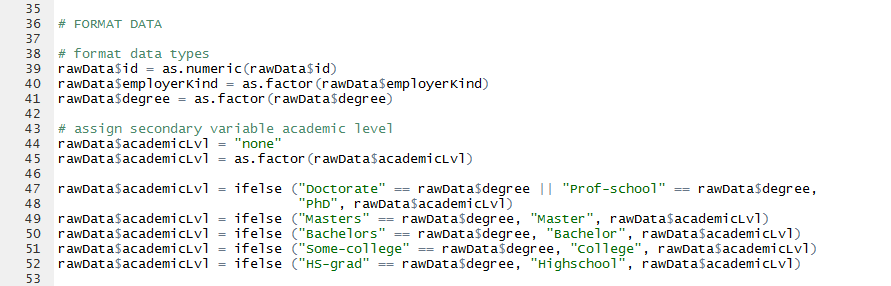 35
36 # FORMAT DATA
37
38 # format data types
39 rawData$id = as.numeric(rawData$id)
40 rawData$employerKind = as.factor(rawData$employerKind)
41 rawData$degree = as.factor(rawData$degree)
42
43 # assign secondary variable academic level
44 rawData$academicLvl = "none"
45 rawData$academicLvl = as.factor(rawData$academicLvl)
46
47 rawData$academicLvl = ifelse ("Doctorate" == rawData$degree || "Prof-school" == rawData$degree,
48                               "PhD", rawData$academicLvl)
49 rawData$academicLvl = ifelse ("Masters" == rawData$degree, "Master", rawData$academicLvl)
50 rawData$academicLvl = ifelse ("Bachelors" == rawData$degree, "Bachelor", rawData$academicLvl)
51 rawData$academicLvl = ifelse ("Some-college" == rawData$degree, "College", rawData$academicLvl)
52 rawData$academicLvl = ifelse ("HS-grad" == rawData$degree, "Highschool", rawData$academicLvl)
53